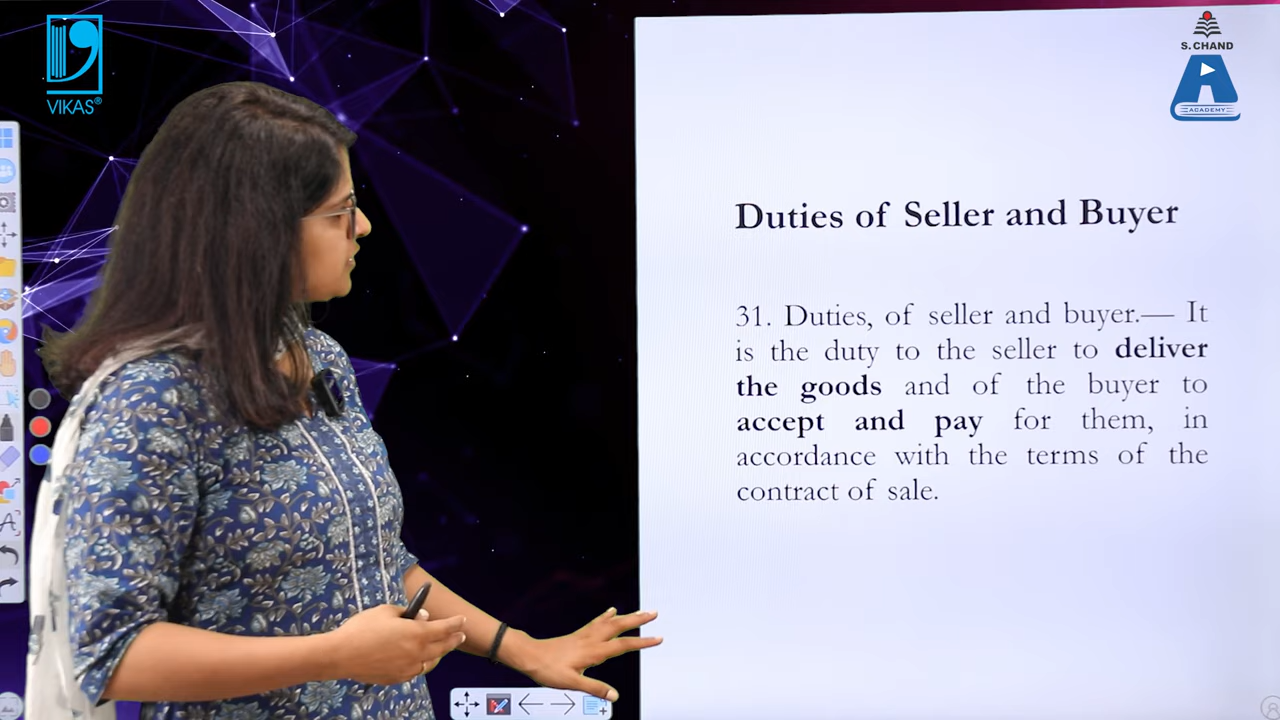 VIKAS®
S. CHAND
ACADEMY
Duties of Seller and Buyer
31. Duties, of seller and buyer.— It
is the duty to the seller to deliver
the goods and of the buyer to
accept and pay for them, in
accordance with the terms of the
contract of sale.